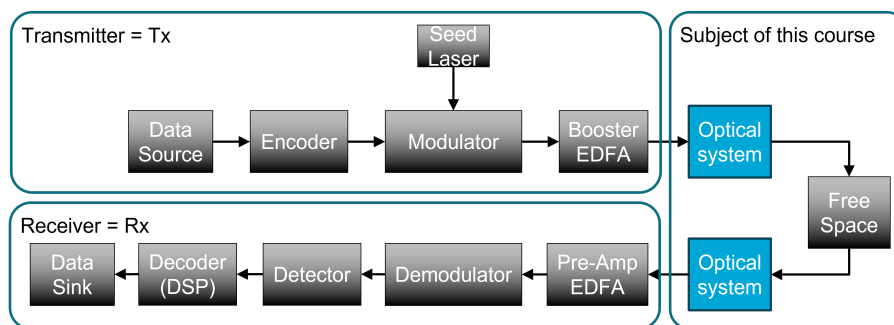 Transmitter = Tx
Subject of this course
Seed
Laser
Data
Source
Encoder
Modulator
Booster
EDFA
Optical
system
Free
Space
Receiver = Rx
Data
Sink
Decoder
(DSP)
Detector
Demodulator
Pre-Amp
EDFA
Optical
system